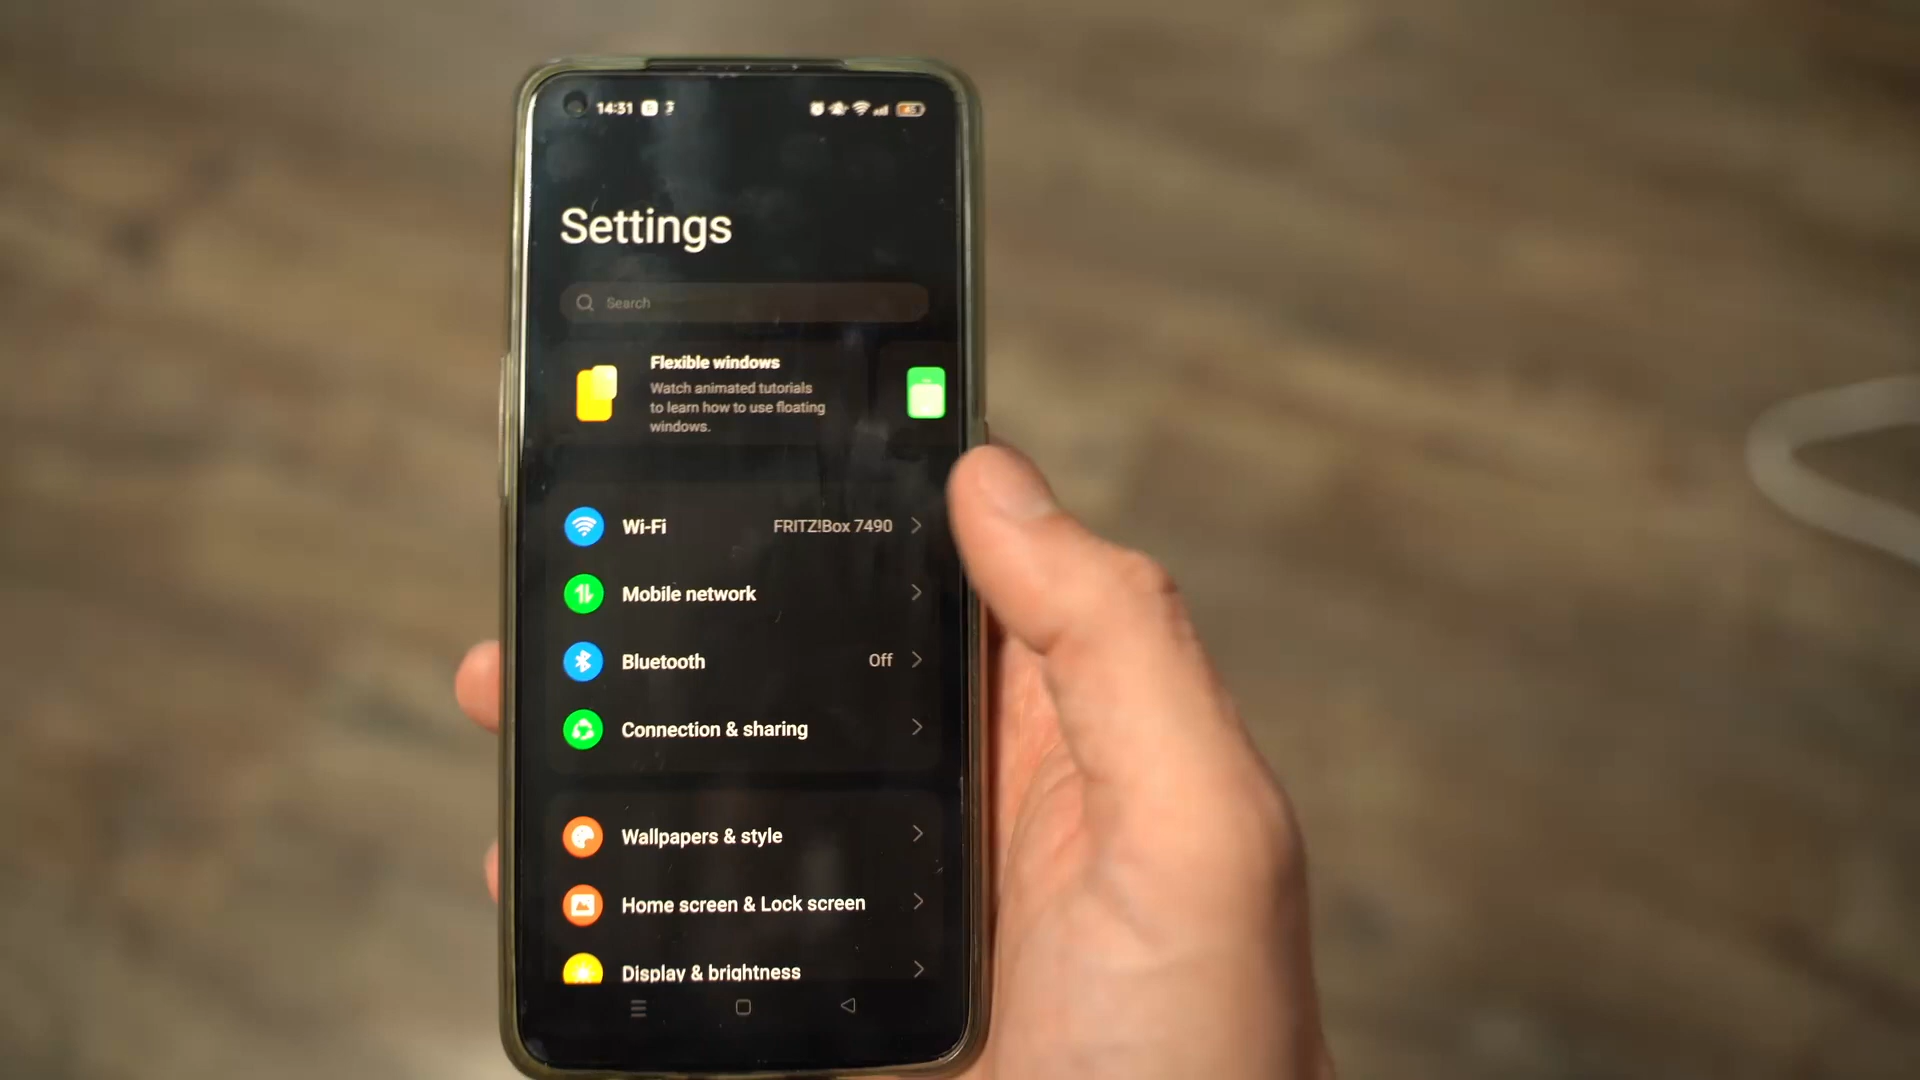 14:31
Settings
Search
Flexible windows
Watch animated tutorials
to learn how to use floating
windows.
Wi-Fi FRITZ!Box 7490
Mobile network
Bluetooth Off
Connection & sharing
Wallpapers & style
Home screen & Lock screen
Display & brightness